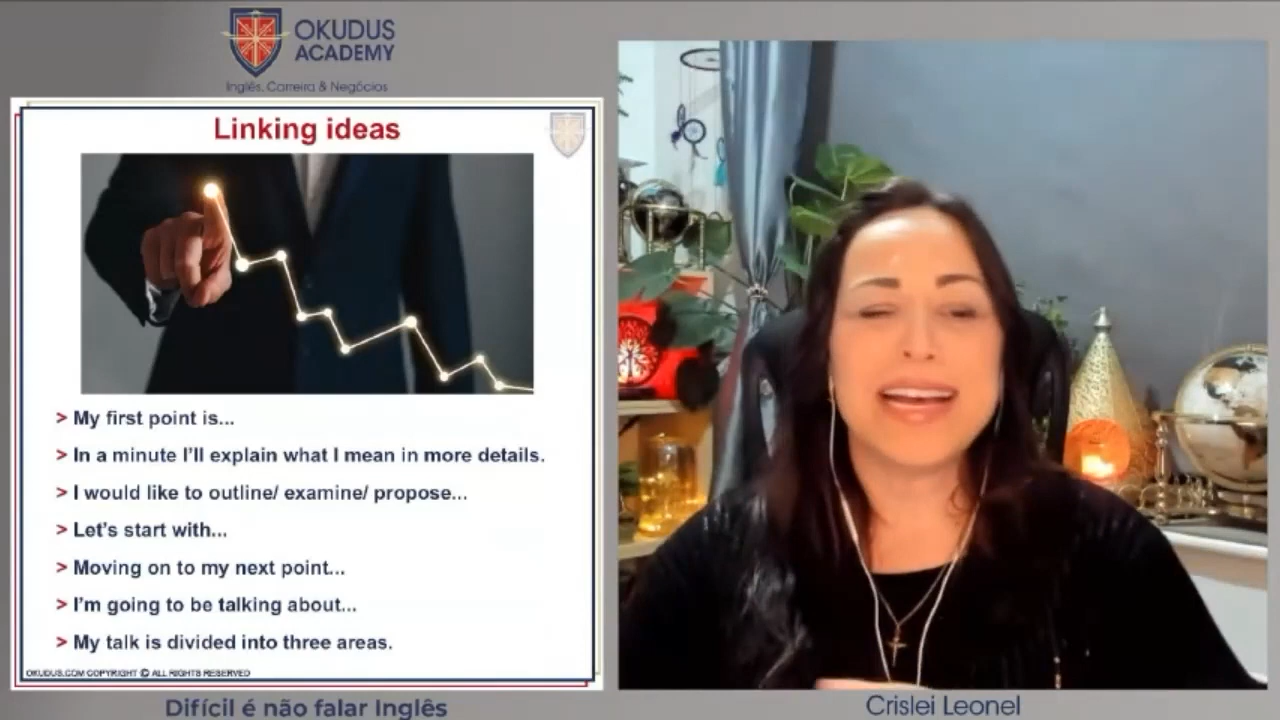 OKUDUS
ACADEMY
Inglês, Carreira & Negócios
Linking ideas
> My first point is...
> In a minute I'll explain what I mean in more details.
> I would like to outline/ examine/ propose...
> Let's start with...
> Moving on to my next point...
> I'm going to be talking about...
> My talk is divided into three areas.
OKUDUS.COM COPYRIGHT © ALL RIGHTS RESERVED
Difícil é não falar Inglês
Crislei Leonel